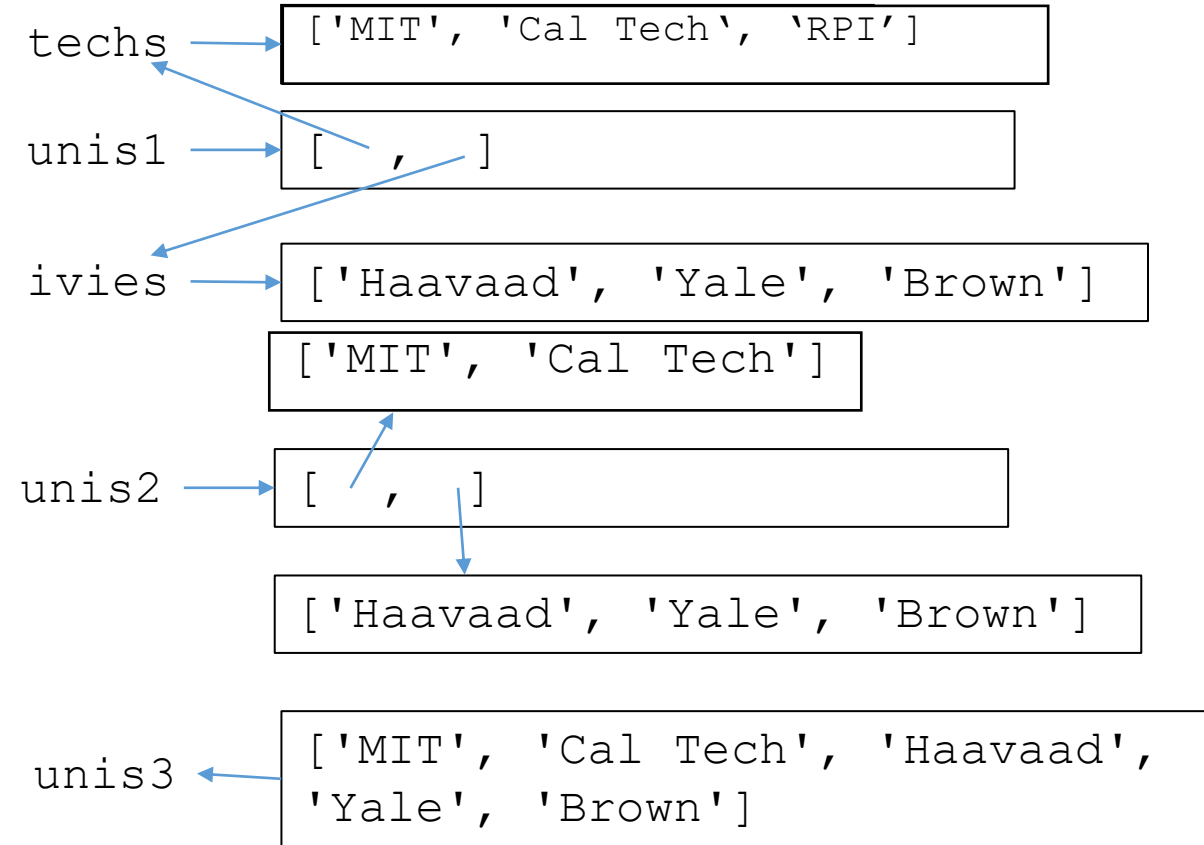 techs ['MIT', 'Cal Tech‘, ‘RPI’]
unis1 [ , ]
ivies ['Haavaad', 'Yale', 'Brown']
['MIT', 'Cal Tech']
unis2 [ , ]
['Haavaad', 'Yale', 'Brown']
unis3 ['MIT', 'Cal Tech', 'Haavaad',
'Yale', 'Brown']